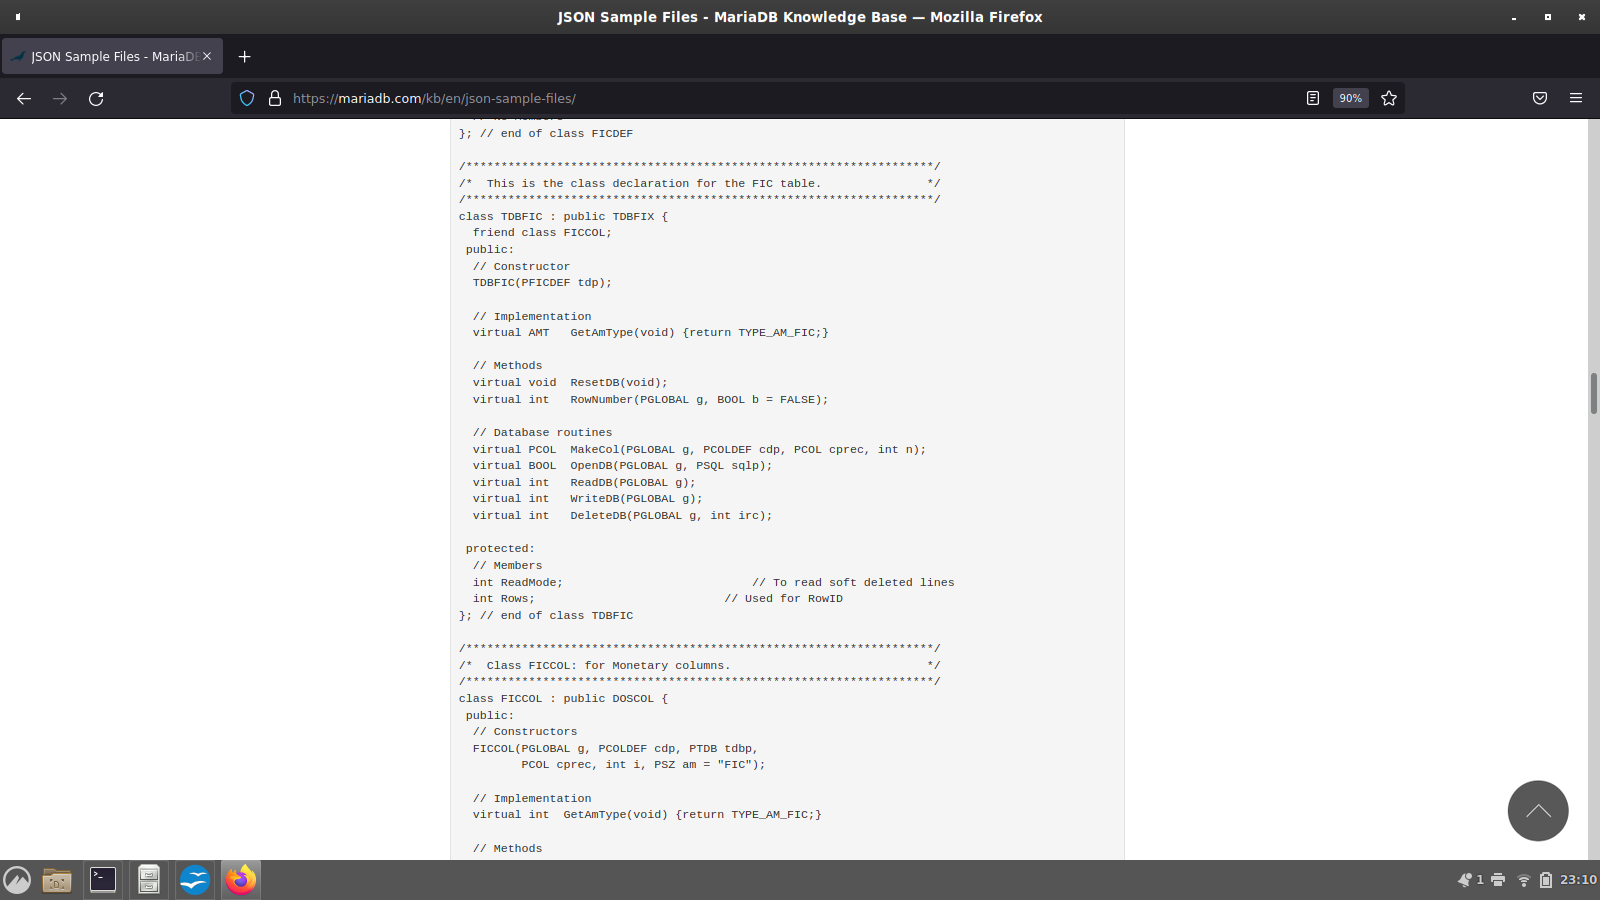 JSON Sample Files - MariaDB Knowledge Base — Mozilla Firefox
JSON Sample Files - MariaDB
https://mariadb.com/kb/en/json-sample-files/
90%
}; // end of class FICDEF
/*******************************************************************/
/*  This is the class declaration for the FIC table.               */
/*******************************************************************/
class TDBFIC : public TDBFIX {
  friend class FICCOL;
 public:
  // Constructor
  TDBFIC(PFICDEF tdp);
  // Implementation
  virtual AMT   GetAmType(void) {return TYPE_AM_FIC;}
  // Methods
  virtual void  ResetDB(void);
  virtual int   RowNumber(PGLOBAL g, BOOL b = FALSE);
  // Database routines
  virtual PCOL  MakeCol(PGLOBAL g, PCOLDEF cdp, PCOL cprec, int n);
  virtual BOOL  OpenDB(PGLOBAL g, PSQL sqlp);
  virtual int   ReadDB(PGLOBAL g);
  virtual int   WriteDB(PGLOBAL g);
  virtual int   DeleteDB(PGLOBAL g, int irc);
 protected:
  // Members
  int ReadMode;                           // To read soft deleted lines
  int Rows;                           // Used for RowID
}; // end of class TDBFIC
/*******************************************************************/
/*  Class FICCOL: for Monetary columns.                            */
/*******************************************************************/
class FICCOL : public DOSCOL {
 public:
  // Constructors
  FICCOL(PGLOBAL g, PCOLDEF cdp, PTDB tdbp,
         PCOL cprec, int i, PSZ am = "FIC");
  // Implementation
  virtual int  GetAmType(void) {return TYPE_AM_FIC;}
  // Methods
1
23:10